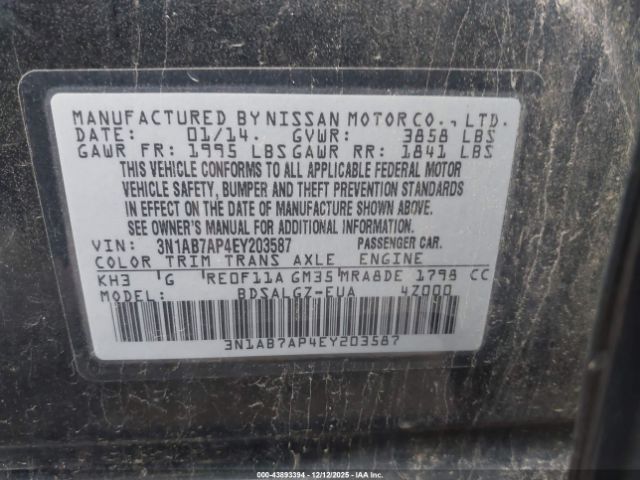 MANUFACTURED BY NISSAN MOTOR CO., LTD.
DATE: 01/14. GVWR: 3858 LBS
GAWR FR: 1995 LBS GAWR RR: 1841 LBS
THIS VEHICLE CONFORMS TO ALL APPLICABLE FEDERAL MOTOR
VEHICLE SAFETY, BUMPER AND THEFT PREVENTION STANDARDS
IN EFFECT ON THE DATE OF MANUFACTURE SHOWN ABOVE.
SEE OWNER'S MANUAL FOR ADDITIONAL INFORMATION.
VIN: 3N1AB7AP4EY203587 PASSENGER CAR.
COLOR TRIM TRANS AXLE ENGINE
KH3 'G 'RE0F11A GM35 MRA8DE 1798 CC
MODEL: BDSALGZ-EUA 4Z000
3N1AB7AP4EY203587
00-43893394 | 12/12/2025 - IAA Inc.